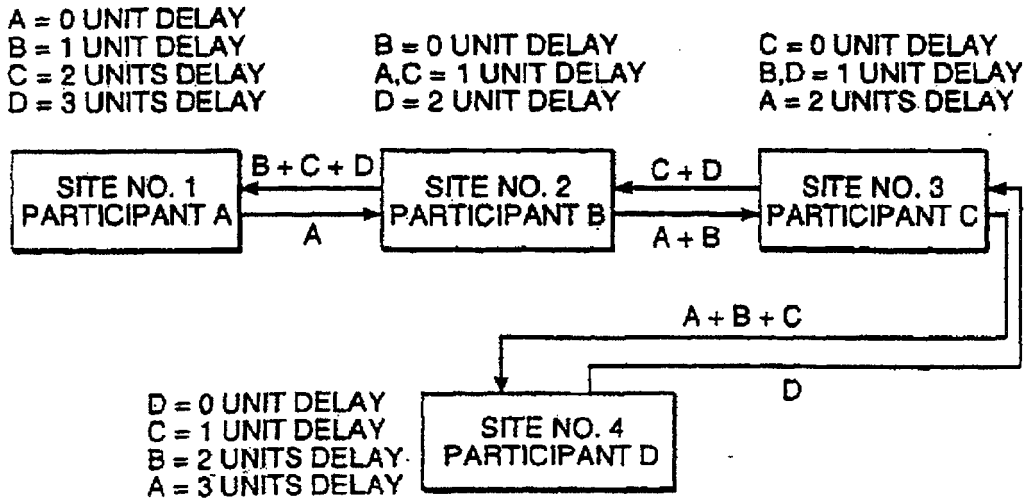 A = 0 UNIT DELAY
B = 1 UNIT DELAY
C = 2 UNITS DELAY
D = 3 UNITS DELAY
B = 0 UNIT DELAY
A,C = 1 UNIT DELAY
D = 2 UNIT DELAY
C = 0 UNIT DELAY
B,D = 1 UNIT DELAY
A = 2 UNITS DELAY
SITE NO. 1
PARTICIPANT A
B + C + D
A
SITE NO. 2
PARTICIPANT B
C + D
A + B
SITE NO. 3
PARTICIPANT C
A + B + C
D
D = 0 UNIT DELAY
C = 1 UNIT DELAY
B = 2 UNITS DELAY
A = 3 UNITS DELAY
SITE NO. 4
PARTICIPANT D